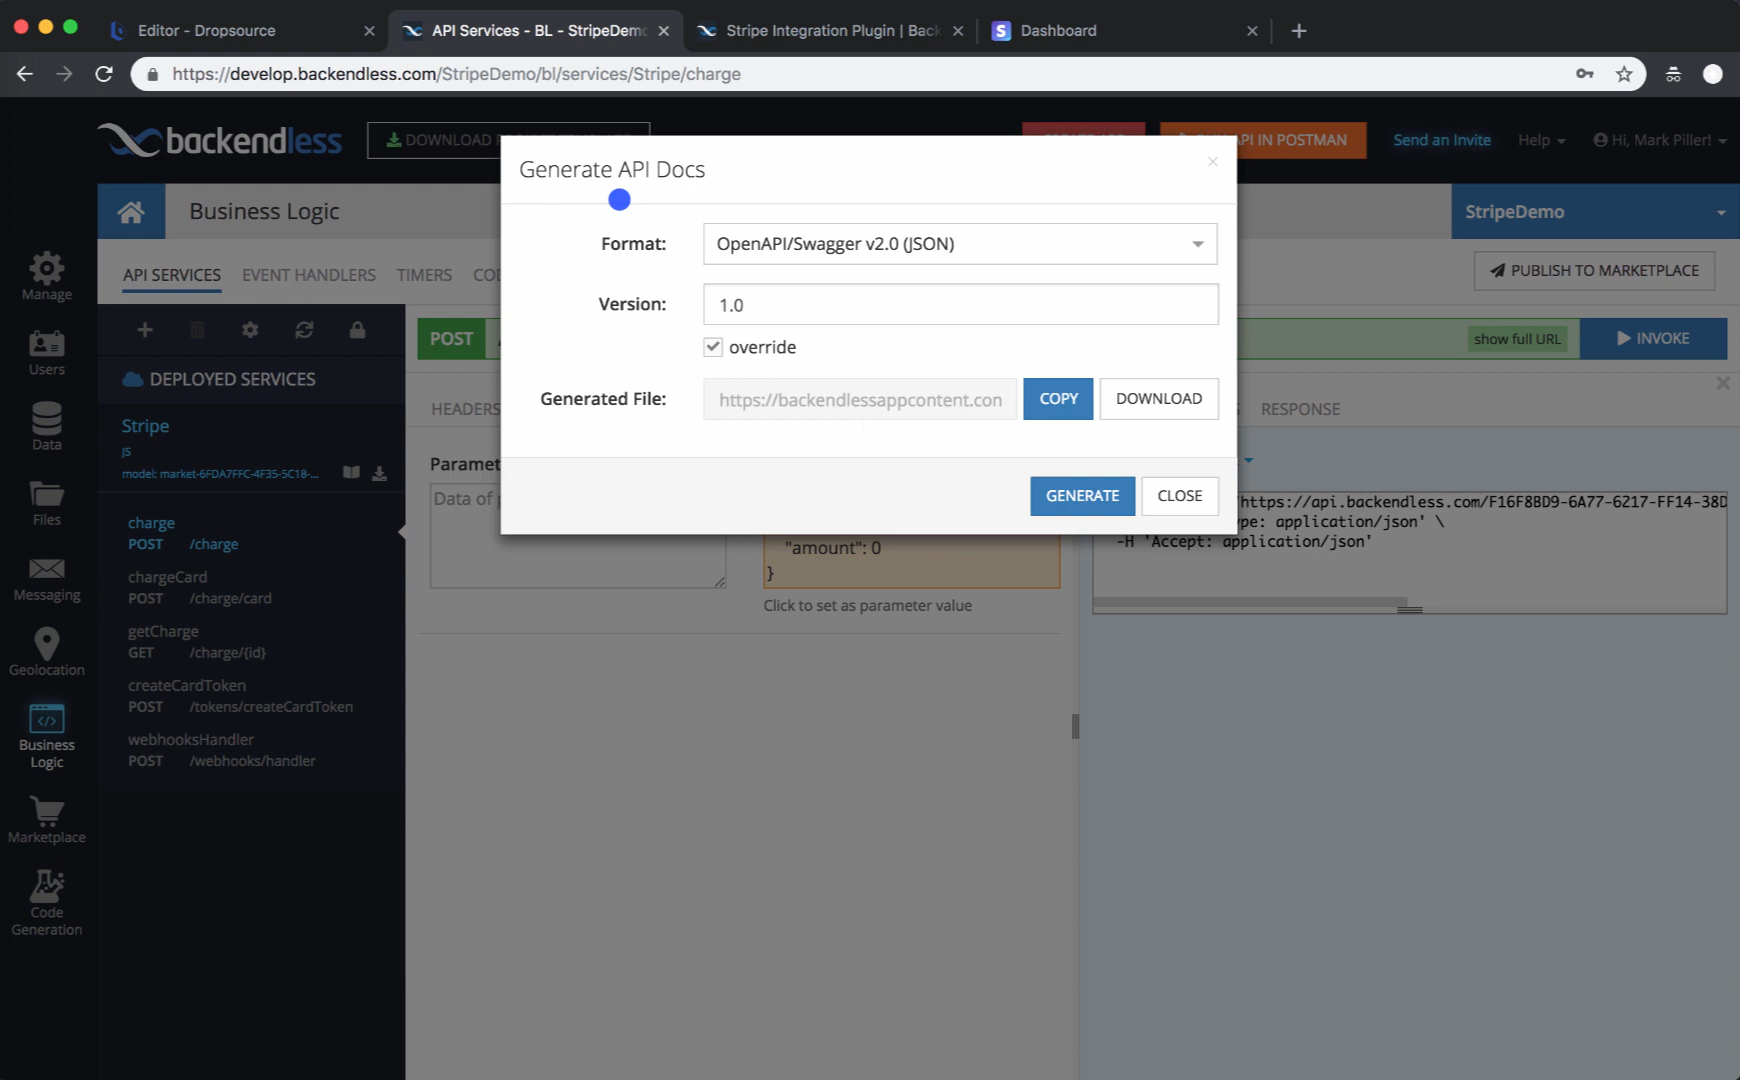 Editor - Dropsource
API Services - BL - StripeDemo
Stripe Integration Plugin | Back
S Dashboard
https://develop.backendless.com/StripeDemo/bl/services/Stripe/charge
backendless
DOWNLOAD
API IN POSTMAN
Send an Invite
Help
Hi, Mark Piller!
Generate API Docs
Business Logic
StripeDemo
Format:
OpenAPI/Swagger v2.0 (JSON)
API SERVICES
EVENT HANDLERS
TIMERS
PUBLISH TO MARKETPLACE
Version:
1.0
override
POST
show full URL
INVOKE
DEPLOYED SERVICES
Generated File:
https://backendlessappcontent.con
COPY
DOWNLOAD
HEADERS
RESPONSE
Stripe
JS
model: market-6FDA7FFC-4F35-5C18-...
GENERATE
CLOSE
Data of
https://api.backendless.com/F16F8BD9-6A77-6217-FF14-38D
ype: application/json' \
-H 'Accept: application/json'
"amount": 0
}
Click to set as parameter value
charge
POST /charge
chargeCard
POST /charge/card
getCharge
GET /charge/{id}
createCardToken
POST /tokens/createCardToken
webhooksHandler
POST /webhooks/handler
Manage
Users
Data
Files
Messaging
Geolocation
Business
Logic
Marketplace
Code
Generation